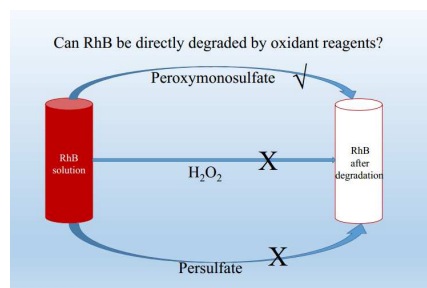 Can RhB be directly degraded by oxidant reagents?
Peroxymonosulfate √
RhB
solution
RhB
after
degradation
X
H₂O₂
X
Persulfate